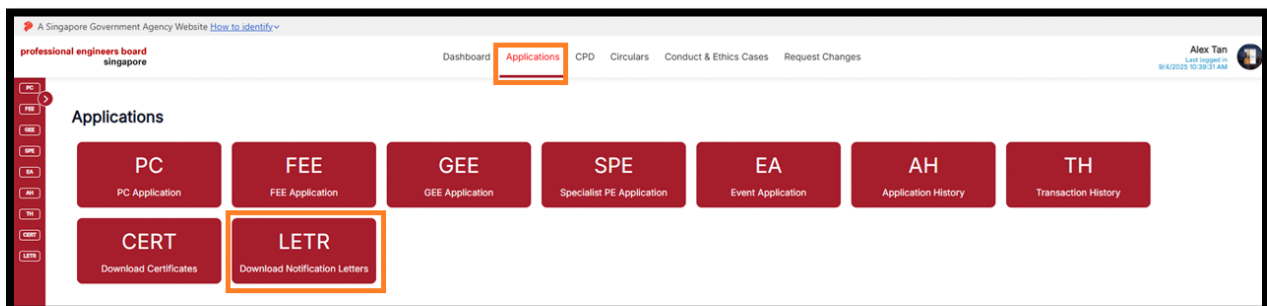 A Singapore Government Agency Website How to identify
professional engineers board
singapore
Dashboard Applications CPD Circulars Conduct & Ethics Cases Request Changes
Alex Tan
Last logged in
9/4/2025 10:39:31 AM
PC
FEE
GEE
SPE
EA
AH
TH
CERT
LETR
Applications
PC FEE GEE SPE EA AH TH
PC Application FEE Application GEE Application Specialist PE Application Event Application Application History Transaction History
CERT LETR
Download Certificates Download Notification Letters